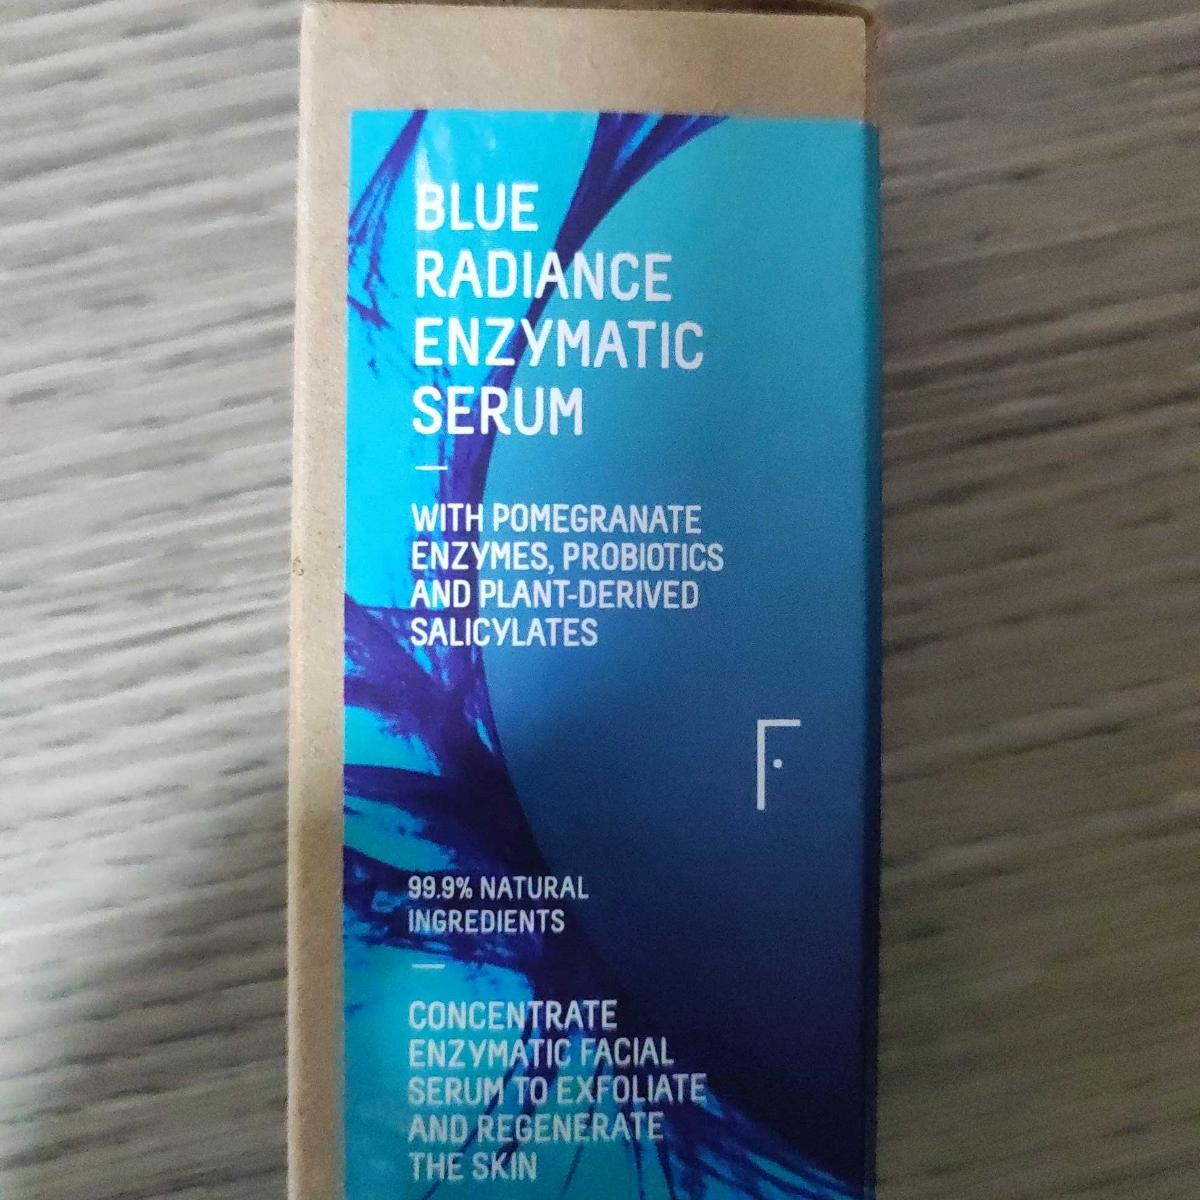 BLUE
RADIANCE
ENZYMATIC
SERUM
WITH POMEGRANATE
ENZYMES, PROBIOTICS
AND PLANT-DERIVED
SALICYLATES
F
99.9% NATURAL
INGREDIENTS
CONCENTRATE
ENZYMATIC FACIAL
SERUM TO EXFOLIATE
AND REGENERATE
THE SKIN